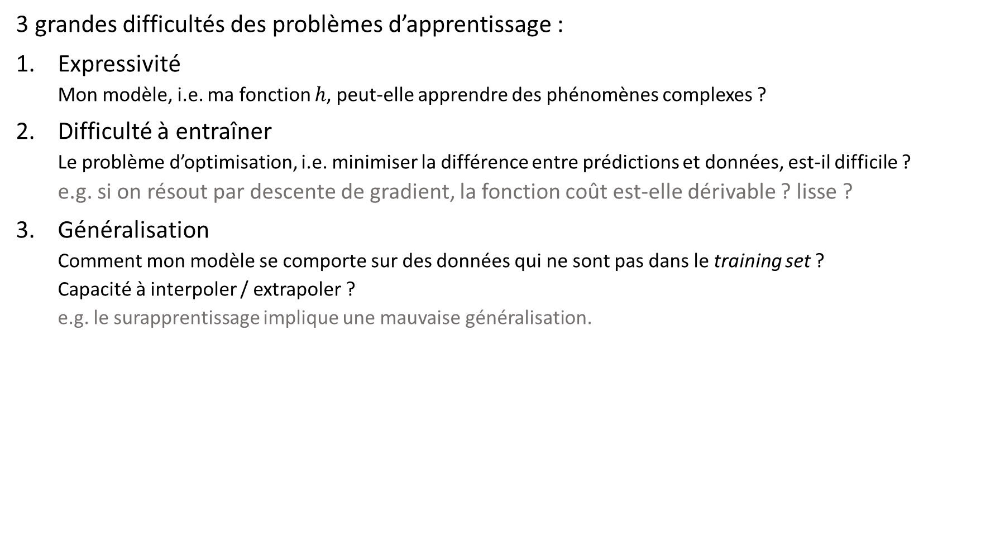 3 grandes difficultés des problèmes d’apprentissage :
1. Expressivité
Mon modèle, i.e. ma fonction h, peut-elle apprendre des phénomènes complexes ?
2. Difficulté à entraîner
Le problème d’optimisation, i.e. minimiser la différence entre prédictions et données, est-il difficile ?
e.g. si on résout par descente de gradient, la fonction coût est-elle dérivable ? lisse ?
3. Généralisation
Comment mon modèle se comporte sur des données qui ne sont pas dans le training set ?
Capacité à interpoler / extrapoler ?
e.g. le surapprentissage implique une mauvaise généralisation.